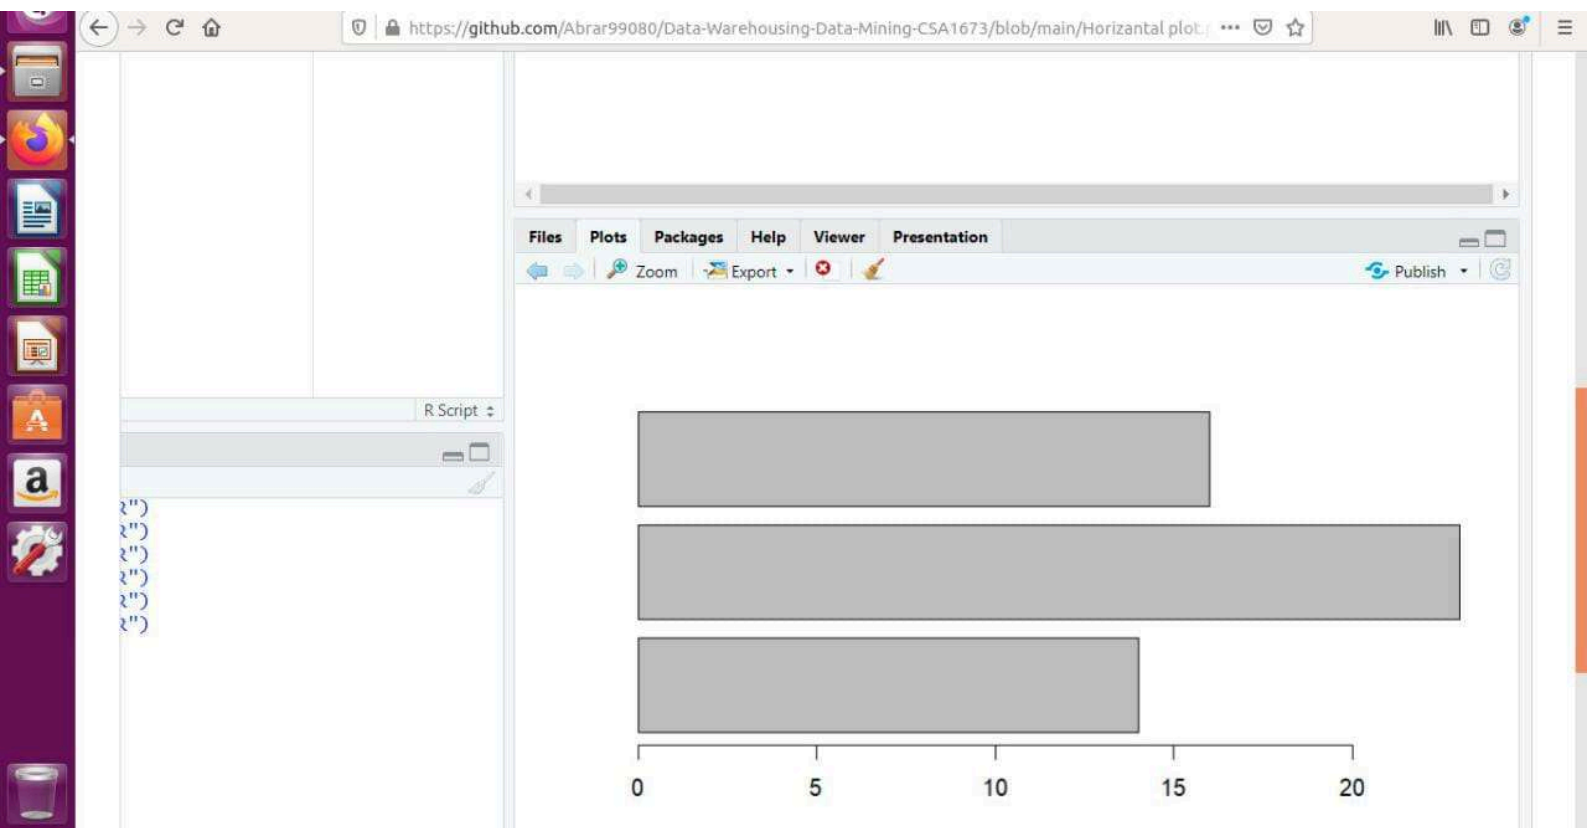 https://github.com/Abrar99080/Data-Warehousing-Data-Mining-CSA1673/blob/main/Horizantal plot.
Files Plots Packages Help Viewer Presentation
Zoom Export Publish
R Script
")
")
")
")
")
")
0 5 10 15 20